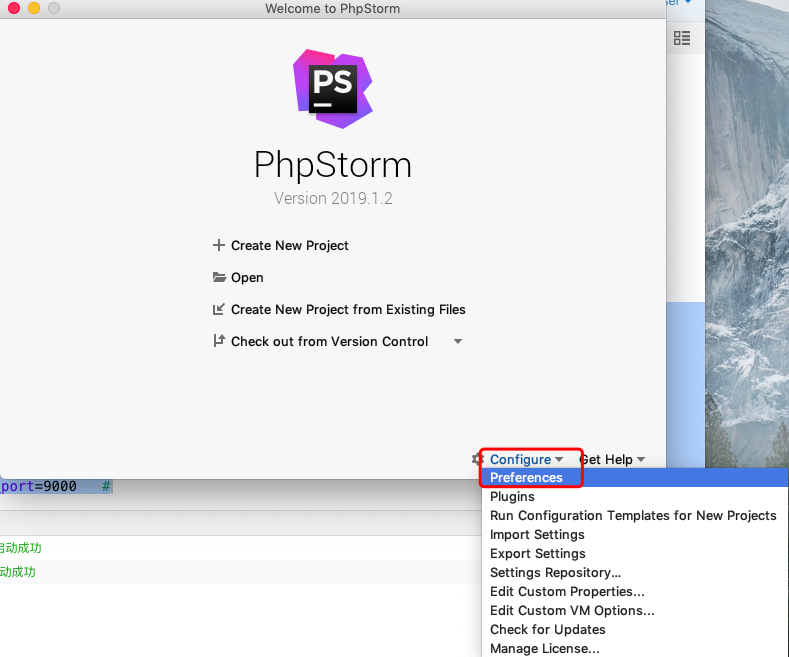 Welcome to PhpStorm
PS
PhpStorm
Version 2019.1.2
Create New Project
Open
Create New Project from Existing Files
Check out from Version Control
Configure
Get Help
Preferences
port=9000 #
Plugins
Run Configuration Templates for New Projects
Import Settings
启动成功
Export Settings
动成功
Settings Repository...
Edit Custom Properties...
Edit Custom VM Options...
Check for Updates
Manage License...